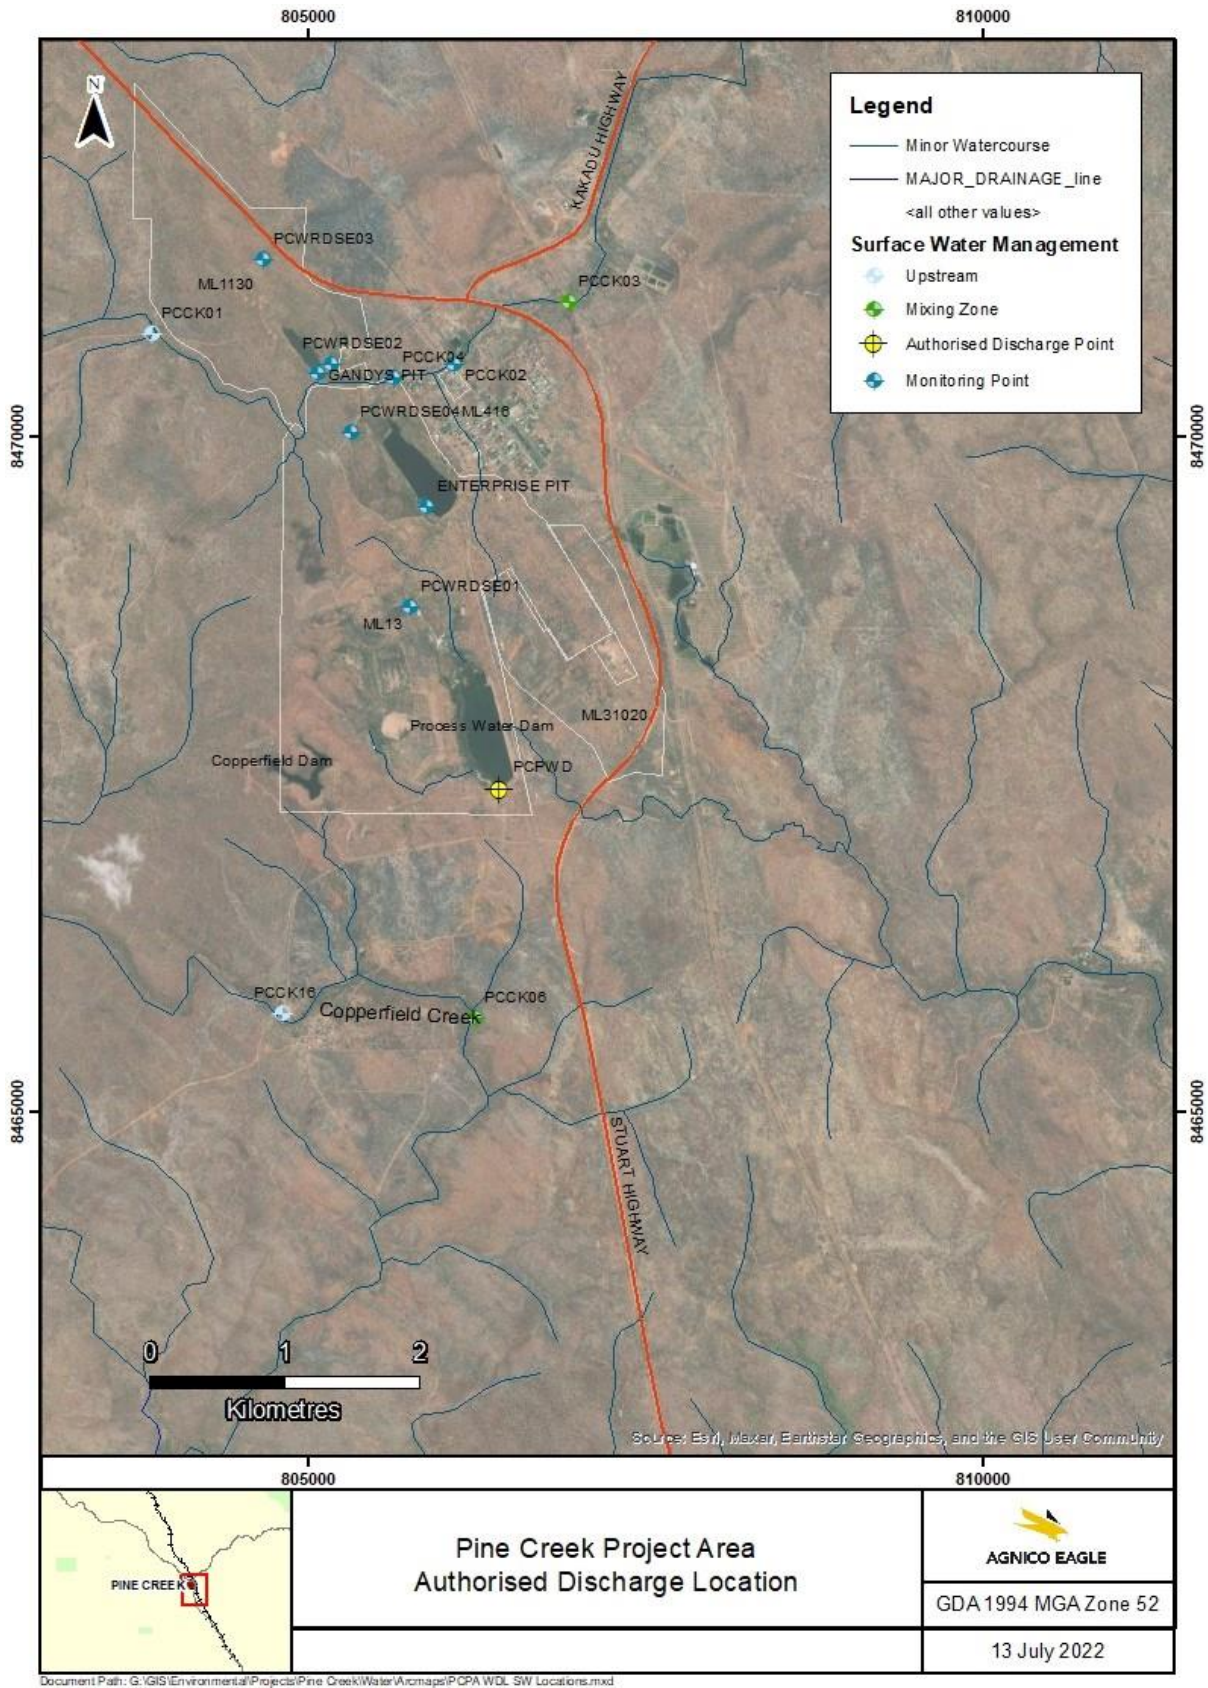 805000
810000
N
KAKADU HIGHWAY
Legend
Minor Watercourse
MAJOR_DRAINAGE_line
<all other values>
Surface Water Management
Upstream
Mixing Zone
Authorised Discharge Point
Monitoring Point
PCWRDSE03
ML1130
PCCK03
PCCK01
PCWRDSE02
PCCK04
GANDYS PIT
PCCK02
PCWRDSE04
ML416
8470000
8470000
ENTERPRISE PIT
PCWRDSE01
ML13
ML31020
Process Water Dam
Copperfield Dam
PCPWD
PCCK16
PCCK06
Copperfield Creek
8465000
8465000
STUART HIGHWAY
0 1 2
Kilometres
Source: Esri, Maxar, Earthstar Geographics, and the GIS User Community
805000
810000
PINE CREEK
Pine Creek Project Area
Authorised Discharge Location
AGNICO EAGLE
GDA 1994 MGA Zone 52
13 July 2022
Document Path: G:\GIS\Environmental\Projects\Pine Creek\Water\Arcmaps\PCPA WDL SW Locations.mxd